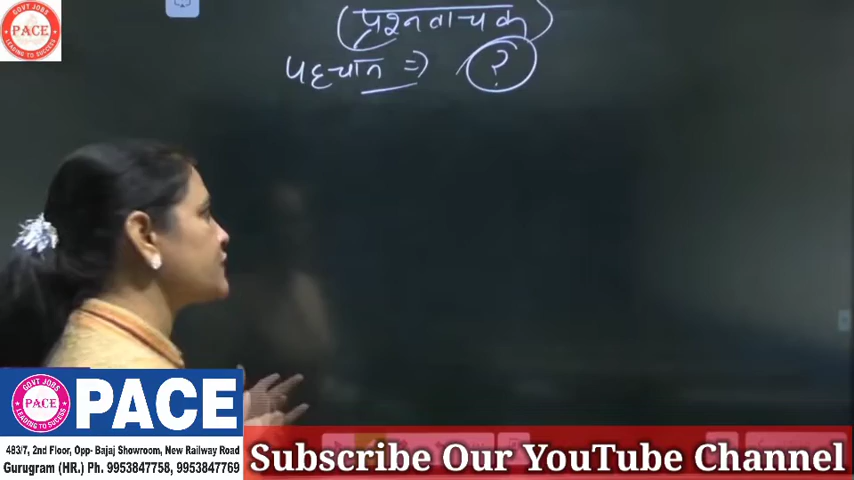 GOVT JOBS
PACE
LEADING TO SUCCESS
(प्रश्नवाचक)
पहचान => ?
GOVT JOBS
PACE
LEADING TO SUCCESS
PACE
483/7, 2nd Floor, Opp- Bajaj Showroom, New Railway Road
Gurugram (HR.) Ph. 9953847758, 9953847769
Subscribe Our YouTube Channel